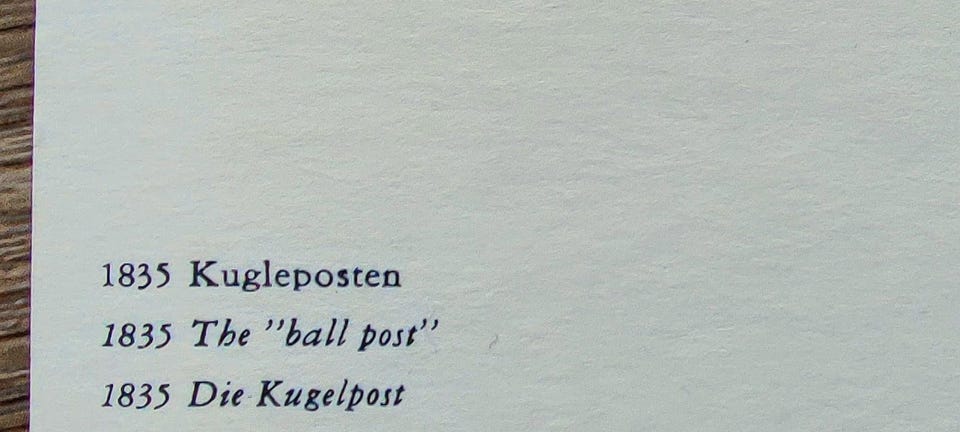 1835 Kugleposten
1835 The "ball post"
1835 Die Kugelpost